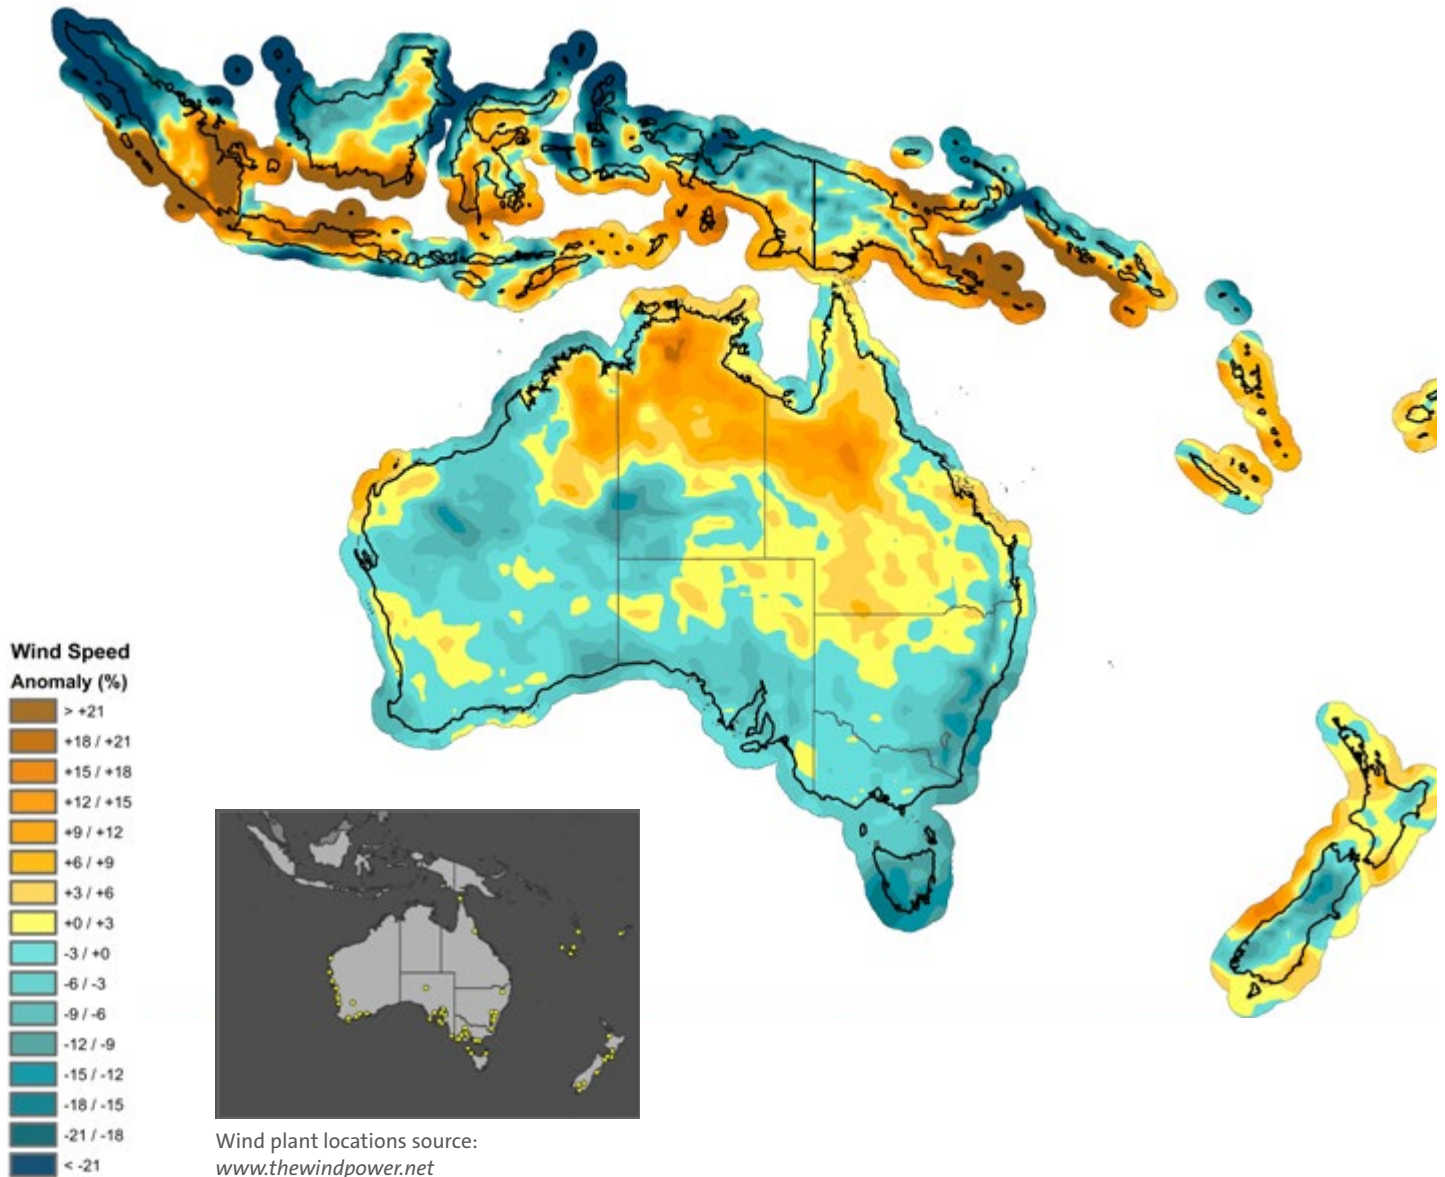 Wind Speed
Anomaly (%)
> +21
+18 / +21
+15 / +18
+12 / +15
+9 / +12
+6 / +9
+3 / +6
+0 / +3
-3 / +0
-6 / -3
-9 / -6
-12 / -9
-15 / -12
-18 / -15
-21 / -18
< -21
Wind plant locations source:
www.thewindpower.net